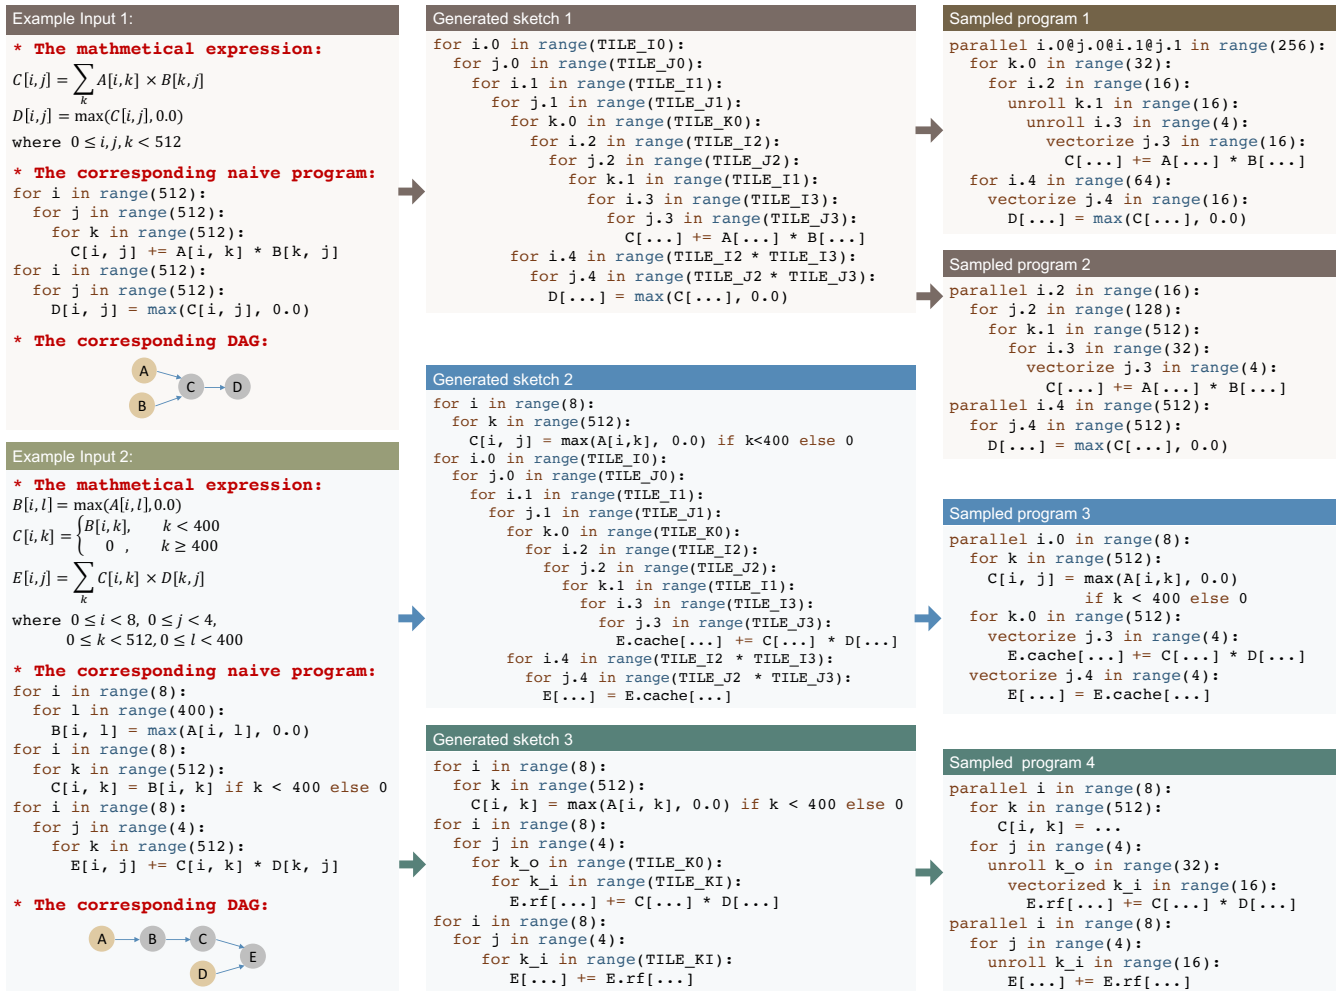 Example Input 1:
* The mathmetical expression:
C[i,j] = ∑ A[i,k] × B[k,j]
k
D[i,j] = max(C[i,j], 0.0)
where 0 ≤ i,j,k < 512
* The corresponding naive program:
for i in range(512):
for j in range(512):
for k in range(512):
C[i, j] += A[i, k] * B[k, j]
for i in range(512):
for j in range(512):
D[i, j] = max(C[i, j], 0.0)
* The corresponding DAG:
A
B
C
D
Example Input 2:
* The mathmetical expression:
B[i,l] = max(A[i,l],0.0)
C[i,k] = { B[i,k], k < 400
0 , k ≥ 400
E[i,j] = ∑ C[i,k] × D[k,j]
k
where 0 ≤ i < 8, 0 ≤ j < 4,
0 ≤ k < 512, 0 ≤ l < 400
* The corresponding naive program:
for i in range(8):
for l in range(400):
B[i, l] = max(A[i, l], 0.0)
for i in range(8):
for k in range(512):
C[i, k] = B[i, k] if k < 400 else 0
for i in range(8):
for j in range(4):
for k in range(512):
E[i, j] += C[i, k] * D[k, j]
* The corresponding DAG:
A
B
C
D
E
Generated sketch 1
for i.0 in range(TILE_I0):
for j.0 in range(TILE_J0):
for i.1 in range(TILE_I1):
for j.1 in range(TILE_J1):
for k.0 in range(TILE_K0):
for i.2 in range(TILE_I2):
for j.2 in range(TILE_J2):
for k.1 in range(TILE_I1):
for i.3 in range(TILE_I3):
for j.3 in range(TILE_J3):
C[...] += A[...] * B[...]
for i.4 in range(TILE_I2 * TILE_I3):
for j.4 in range(TILE_J2 * TILE_J3):
D[...] = max(C[...], 0.0)
Generated sketch 2
for i in range(8):
for k in range(512):
C[i, j] = max(A[i,k], 0.0) if k<400 else 0
for i.0 in range(TILE_I0):
for j.0 in range(TILE_J0):
for i.1 in range(TILE_I1):
for j.1 in range(TILE_J1):
for k.0 in range(TILE_K0):
for i.2 in range(TILE_I2):
for j.2 in range(TILE_J2):
for k.1 in range(TILE_I1):
for i.3 in range(TILE_I3):
for j.3 in range(TILE_J3):
E.cache[...] += C[...] * D[...]
for i.4 in range(TILE_I2 * TILE_I3):
for j.4 in range(TILE_J2 * TILE_J3):
E[...] = E.cache[...]
Generated sketch 3
for i in range(8):
for k in range(512):
C[i, k] = max(A[i, k], 0.0) if k < 400 else 0
for i in range(8):
for j in range(4):
for k_o in range(TILE_K0):
for k_i in range(TILE_KI):
E.rf[...] += C[...] * D[...]
for i in range(8):
for j in range(4):
for k_i in range(TILE_KI):
E[...] += E.rf[...]
Sampled program 1
parallel i.0@j.0@i.1@j.1 in range(256):
for k.0 in range(32):
for i.2 in range(16):
unroll k.1 in range(16):
unroll i.3 in range(4):
vectorize j.3 in range(16):
C[...] += A[...] * B[...]
for i.4 in range(64):
vectorize j.4 in range(16):
D[...] = max(C[...], 0.0)
Sampled program 2
parallel i.2 in range(16):
for j.2 in range(128):
for k.1 in range(512):
for i.3 in range(32):
vectorize j.3 in range(4):
C[...] += A[...] * B[...]
parallel i.4 in range(512):
for j.4 in range(512):
D[...] = max(C[...], 0.0)
Sampled program 3
parallel i.0 in range(8):
for k in range(512):
C[i, j] = max(A[i,k], 0.0)
if k < 400 else 0
for k.0 in range(512):
vectorize j.3 in range(4):
E.cache[...] += C[...] * D[...]
vectorize j.4 in range(4):
E[...] = E.cache[...]
Sampled program 4
parallel i in range(8):
for k in range(512):
C[i, k] = ...
for j in range(4):
unroll k_o in range(32):
vectorized k_i in range(16):
E.rf[...] += C[...] * D[...]
parallel i in range(8):
for j in range(4):
unroll k_i in range(16):
E[...] += E.rf[...]